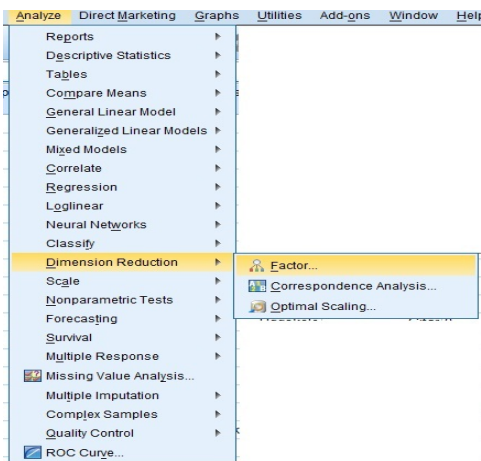 Analyze Direct Marketing Graphs Utilities Add-ons Window Help
Reports
Descriptive Statistics
Tables
Compare Means
General Linear Model
Generalized Linear Models
Mixed Models
Correlate
Regression
Loglinear
Neural Networks
Classify
Dimension Reduction
Factor...
Correspondence Analysis...
Optimal Scaling...
Scale
Nonparametric Tests
Forecasting
Survival
Multiple Response
Missing Value Analysis...
Multiple Imputation
Complex Samples
Quality Control
ROC Curve...